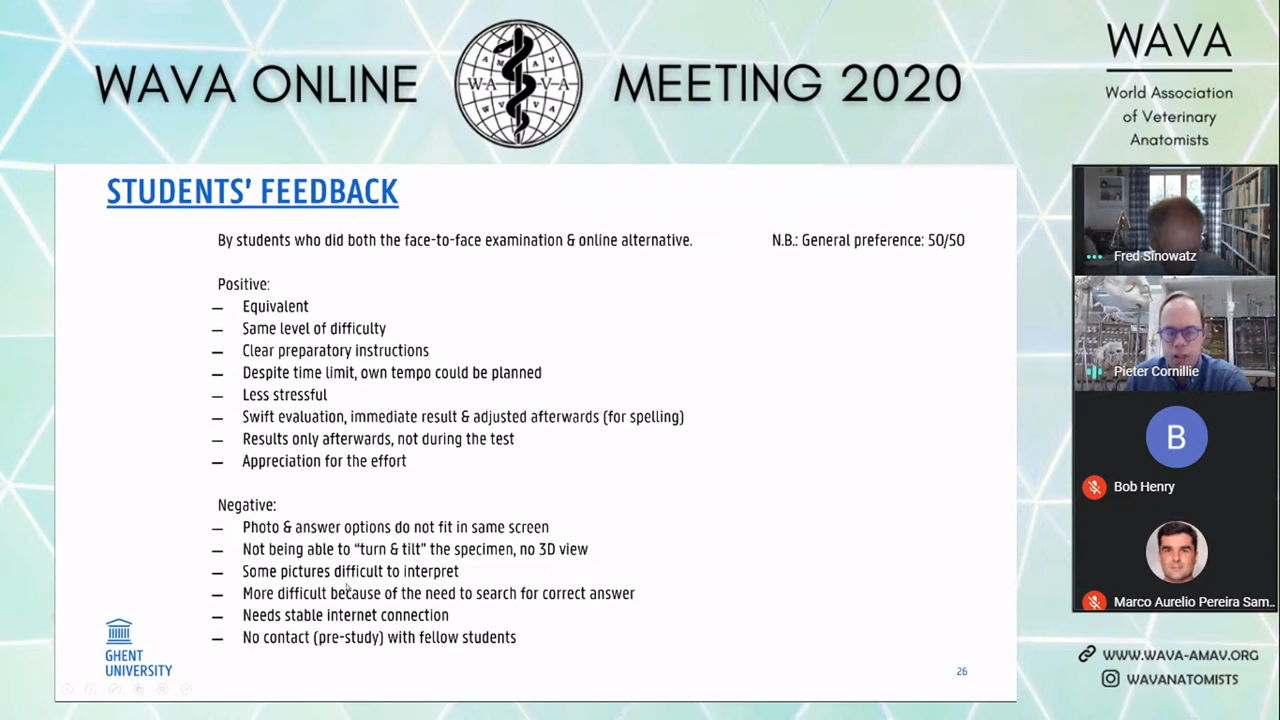 WAVA ONLINE
MEETING 2020
WAVA
World Association
of Veterinary
Anatomists
STUDENTS' FEEDBACK
By students who did both the face-to-face examination & online alternative.
N.B.: General preference: 50/50
Positive:
— Equivalent
— Same level of difficulty
— Clear preparatory instructions
— Despite time limit, own tempo could be planned
— Less stressful
— Swift evaluation, immediate result & adjusted afterwards (for spelling)
— Results only afterwards, not during the test
— Appreciation for the effort
Negative:
— Photo & answer options do not fit in same screen
— Not being able to “turn & tilt” the specimen, no 3D view
— Some pictures difficult to interpret
— More difficult because of the need to search for correct answer
— Needs stable internet connection
— No contact (pre-study) with fellow students
GHENT
UNIVERSITY
26
Fred Sinowatz
Pieter Cornillie
B
Bob Henry
Marco Aurelio Pereira Sam..
WWW.WAVA-AMAV.ORG
WAVANATOMISTS